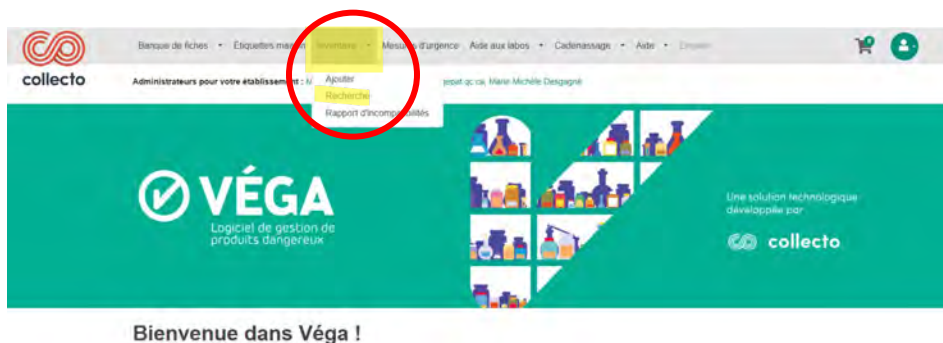 Banque de fiches Étiquettes maison Inventaire Mesures d'urgence Aide aux labos Cadenassage Aide
0
collecto
Administrateurs pour votre établissement : Marie Michèle Desgagné
Ajouter
Recherche
Rapport d'incompatibilités
VÉGA
Logiciel de gestion de
produits dangereux
Une solution technologique
développée par
collecto
Bienvenue dans Véga !